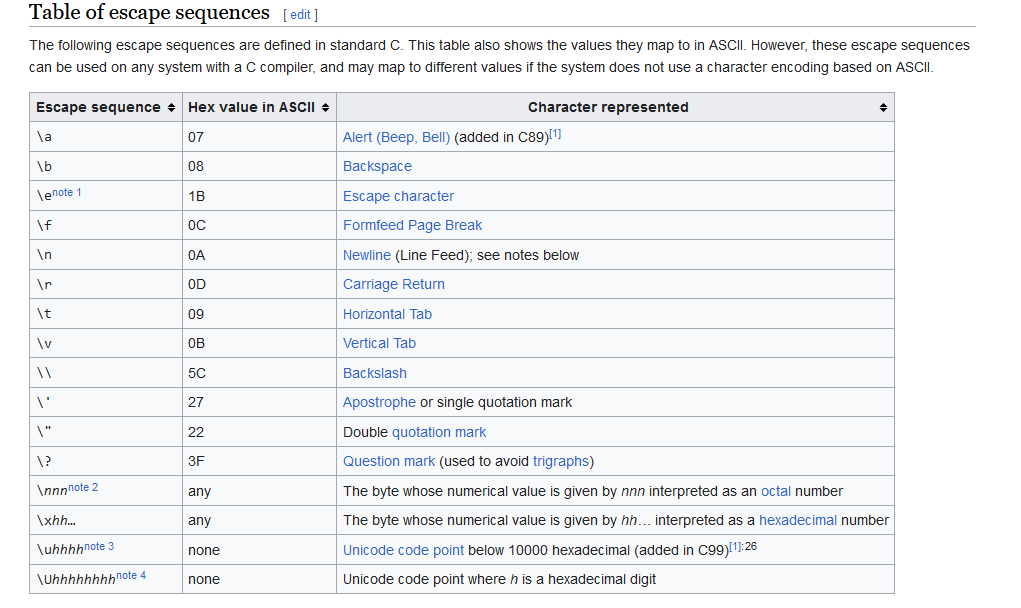 Table of escape sequences [ edit ]
The following escape sequences are defined in standard C. This table also shows the values they map to in ASCII. However, these escape sequences
can be used on any system with a C compiler, and may map to different values if the system does not use a character encoding based on ASCII.
Escape sequence Hex value in ASCII Character represented
\a 07 Alert (Beep, Bell) (added in C89)[1]
\b 08 Backspace
\enote 1 1B Escape character
\f 0C Formfeed Page Break
\n 0A Newline (Line Feed); see notes below
\r 0D Carriage Return
\t 09 Horizontal Tab
\v 0B Vertical Tab
\\ 5C Backslash
\' 27 Apostrophe or single quotation mark
\" 22 Double quotation mark
\? 3F Question mark (used to avoid trigraphs)
\nnnnote 2 any The byte whose numerical value is given by nnn interpreted as an octal number
\xhh… any The byte whose numerical value is given by hh… interpreted as a hexadecimal number
\uhhhhnote 3 none Unicode code point below 10000 hexadecimal (added in C99)[1]:26
\Uhhhhhhhhnote 4 none Unicode code point where h is a hexadecimal digit